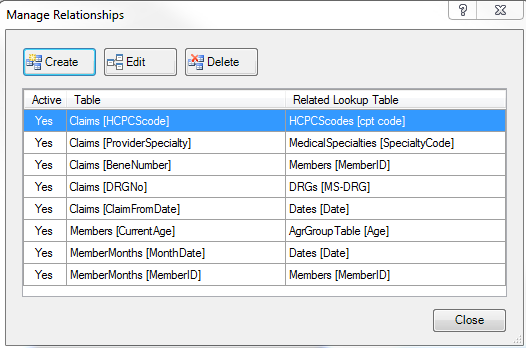 Manage Relationships
Create Edit Delete
Active Table Related Lookup Table
Yes Claims [HCPCScode] HCPCScodes [cpt code]
Yes Claims [ProviderSpecialty] MedicalSpecialties [SpecialtyCode]
Yes Claims [BeneNumber] Members [MemberID]
Yes Claims [DRGNo] DRGs [MS-DRG]
Yes Claims [ClaimFromDate] Dates [Date]
Yes Members [CurrentAge] AgrGroupTable [Age]
Yes MemberMonths [MonthDate] Dates [Date]
Yes MemberMonths [MemberID] Members [MemberID]
Close